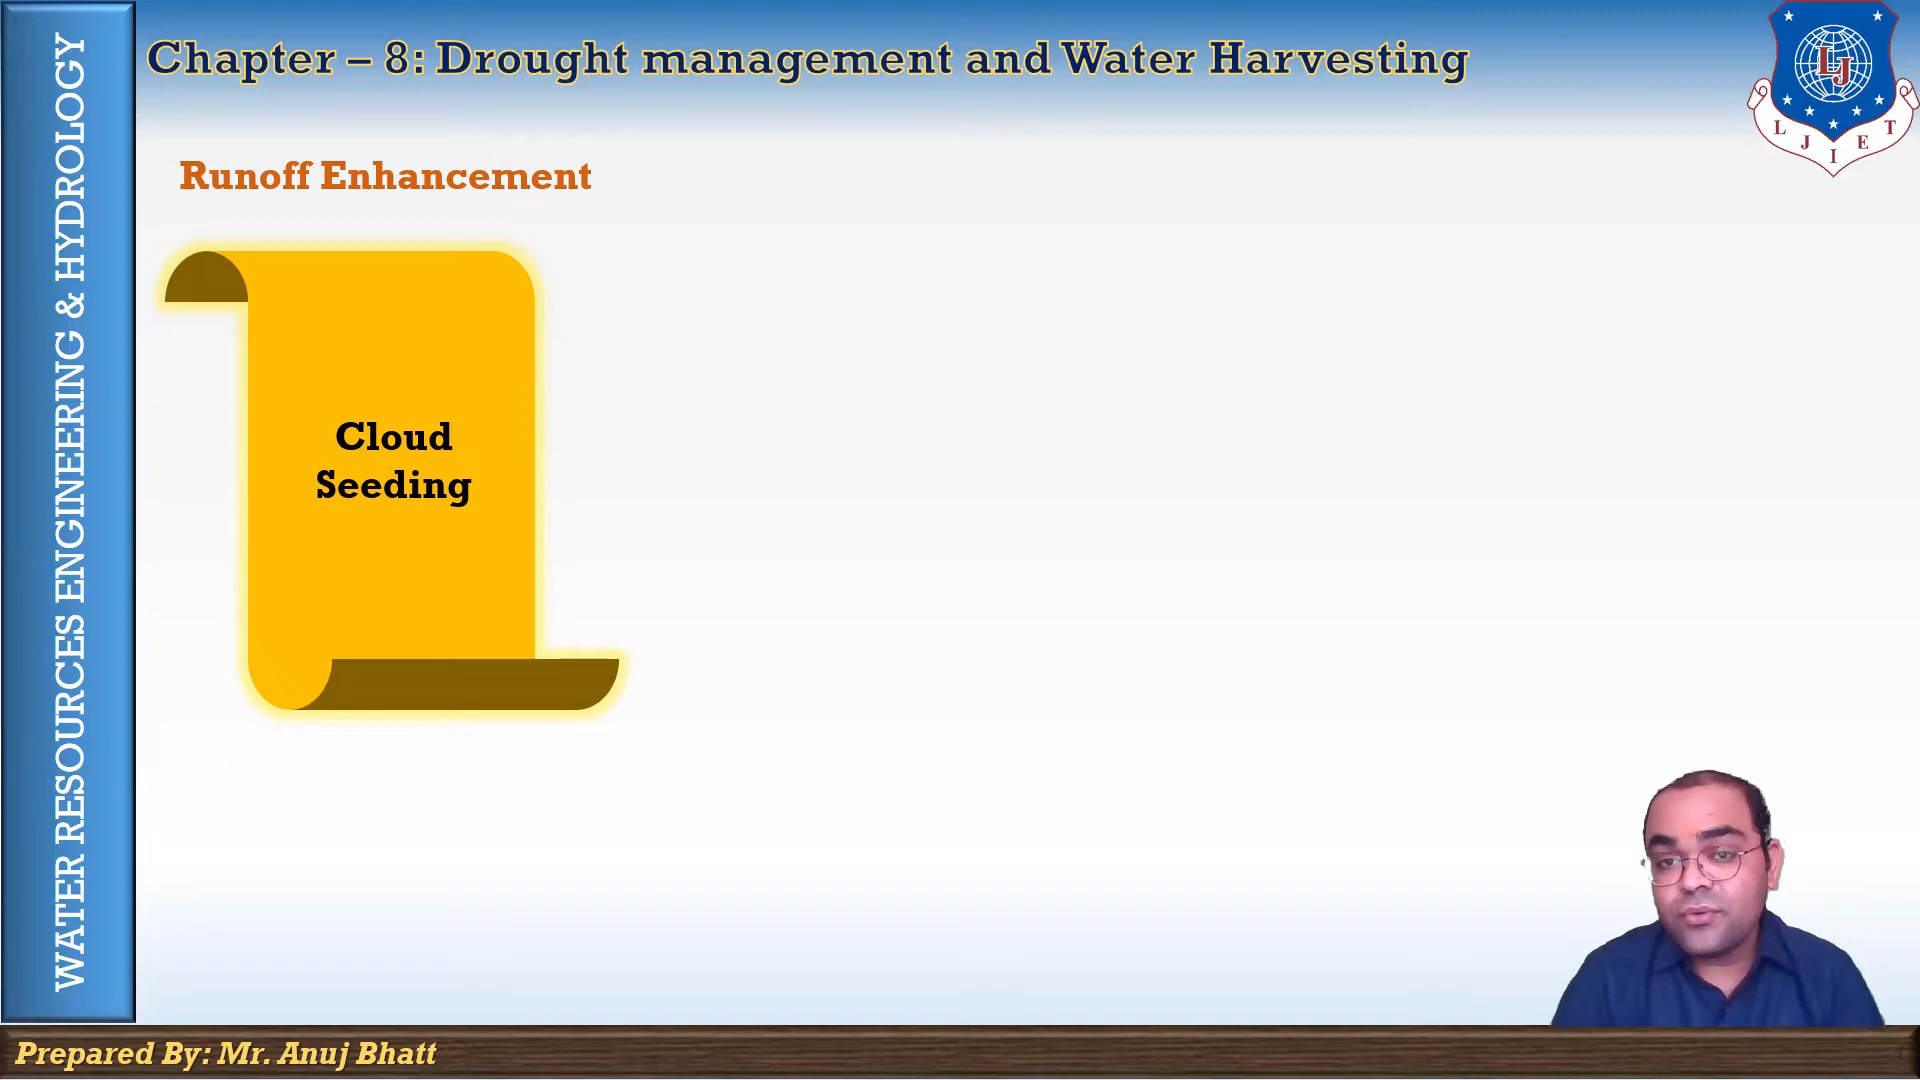 Chapter – 8: Drought management and Water Harvesting
WATER RESOURCES ENGINEERING & HYDROLOGY
L J I E T
LJ
Runoff Enhancement
Cloud
Seeding
Prepared By: Mr. Anuj Bhatt